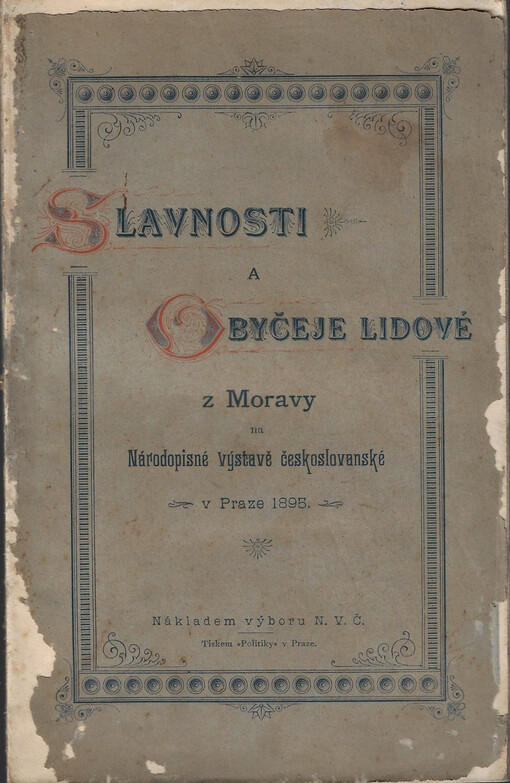 SLAVNOSTI
A
OBYČEJE LIDOVÉ
z Moravy
na
Národopisné výstavě českoslovanské
v Praze 1895.
Nákladem výboru N. V. Č.
Tiskem »Politiky« v Praze.